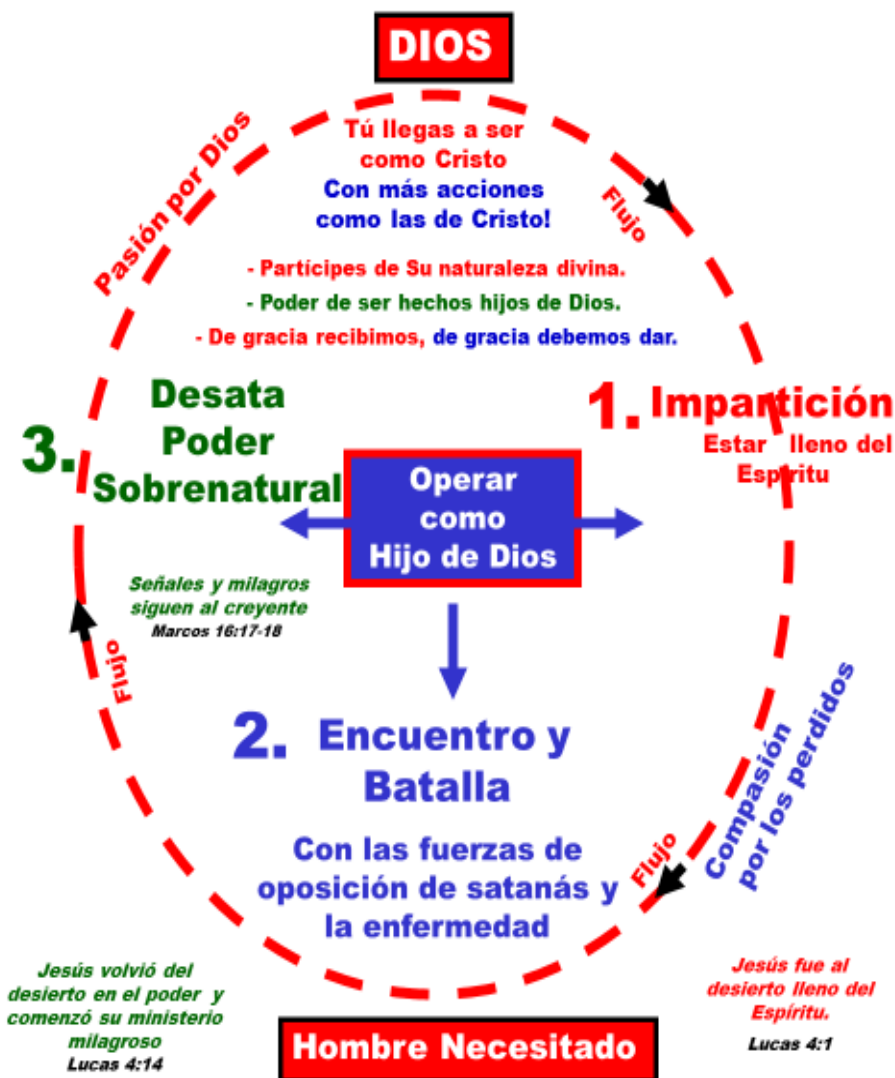 DIOS
Pasión por Dios
Tú llegas a ser
como Cristo
Con más acciones
como las de Cristo!
Flujo
- Partícipes de Su naturaleza divina.
- Poder de ser hechos hijos de Dios.
- De gracia recibimos, de gracia debemos dar.
1. Impartición
Estar lleno del
Espíritu
3. Desata
Poder
Sobrenatural
Operar
como
Hijo de Dios
Señales y milagros
siguen al creyente
Marcos 16:17-18
Flujo
2. Encuentro y
Batalla
Compasión
por los perdidos
Flujo
Con las fuerzas de
oposición de satanás y
la enfermedad
Jesús volvió del
desierto en el poder y
comenzó su ministerio
milagroso
Lucas 4:14
Jesús fue al
desierto lleno del
Espíritu.
Lucas 4:1
Hombre Necesitado